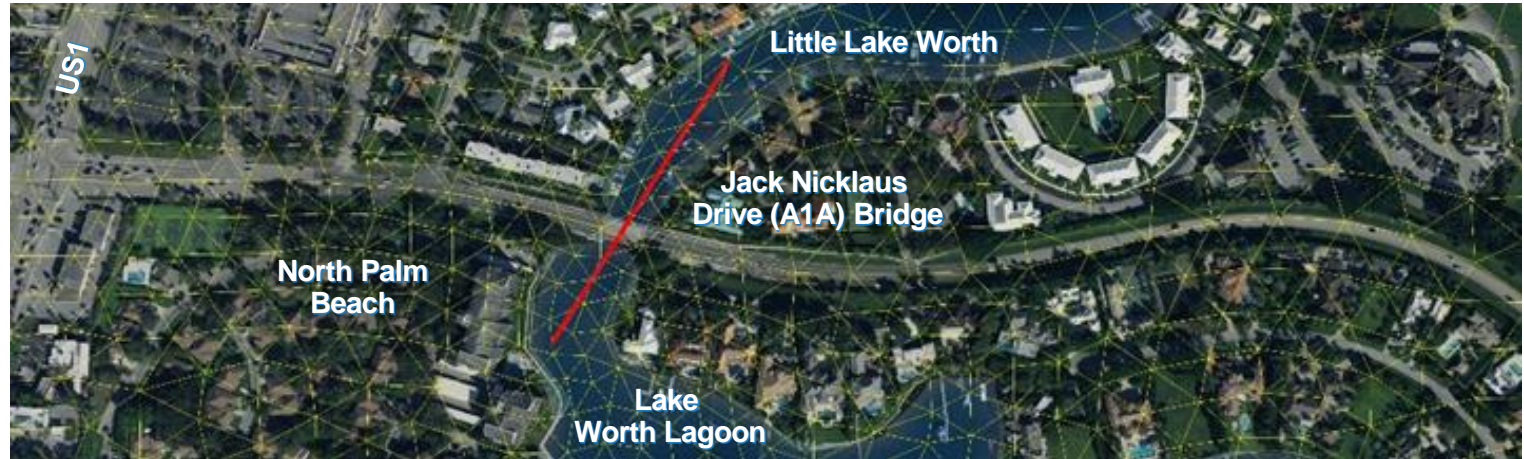 US1
Little Lake Worth
Jack Nicklaus
Drive (A1A) Bridge
North Palm
Beach
Lake
Worth Lagoon